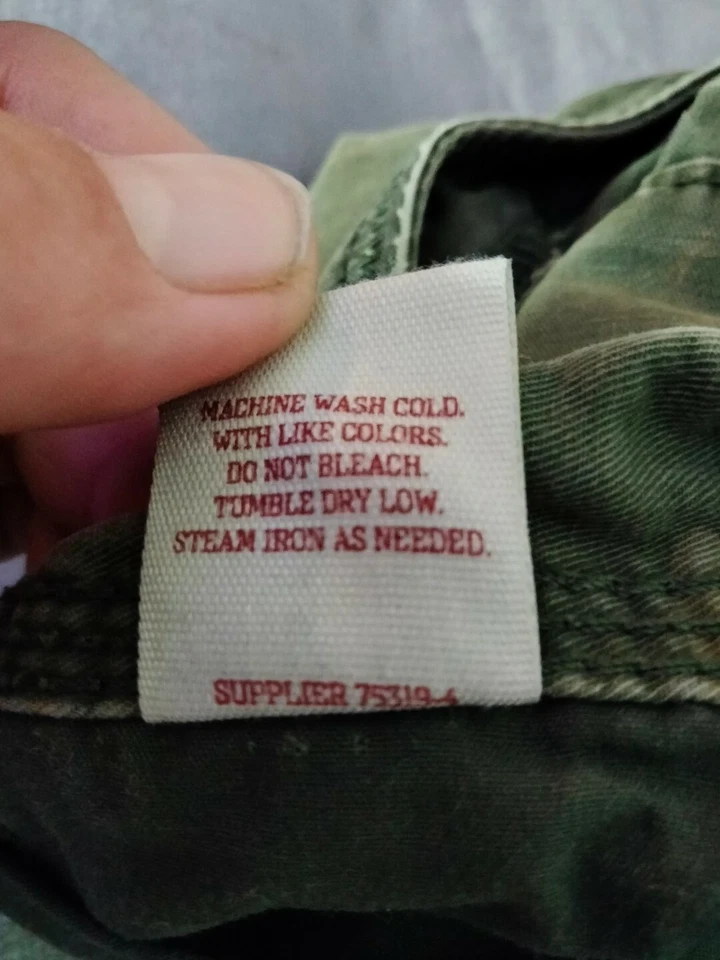 MACHINE WASH COLD.
WITH LIKE COLORS.
DO NOT BLEACH.
TUMBLE DRY LOW.
STEAM IRON AS NEEDED.
SUPPLIER 75319-4